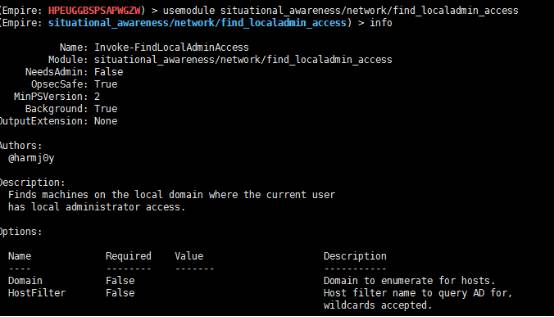 (Empire: HPEUGGBSPSAPWGZW) > usemodule situational_awareness/network/find_localadmin_access
(Empire: situational_awareness/network/find_localadmin_access) > info
Name: Invoke-FindLocalAdminAccess
Module: situational_awareness/network/find_localadmin_access
NeedsAdmin: False
OpsecSafe: True
MinPSVersion: 2
Background: True
OutputExtension: None
Authors:
@harmj0y
Description:
Finds machines on the local domain where the current user
has local administrator access.
Options:
Name Required Value Description
---- -------- ------- -----------
Domain False Domain to enumerate for hosts.
HostFilter False Host filter name to query AD for,
wildcards accepted.